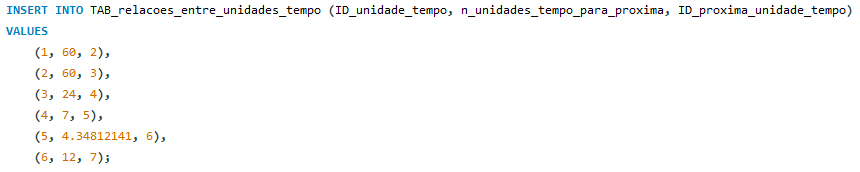 INSERT INTO TAB_relacoes_entre_unidades_tempo (ID_unidade_tempo, n_unidades_tempo_para_proxima, ID_proxima_unidade_tempo)
VALUES
(1, 60, 2),
(2, 60, 3),
(3, 24, 4),
(4, 7, 5),
(5, 4.34812141, 6),
(6, 12, 7);